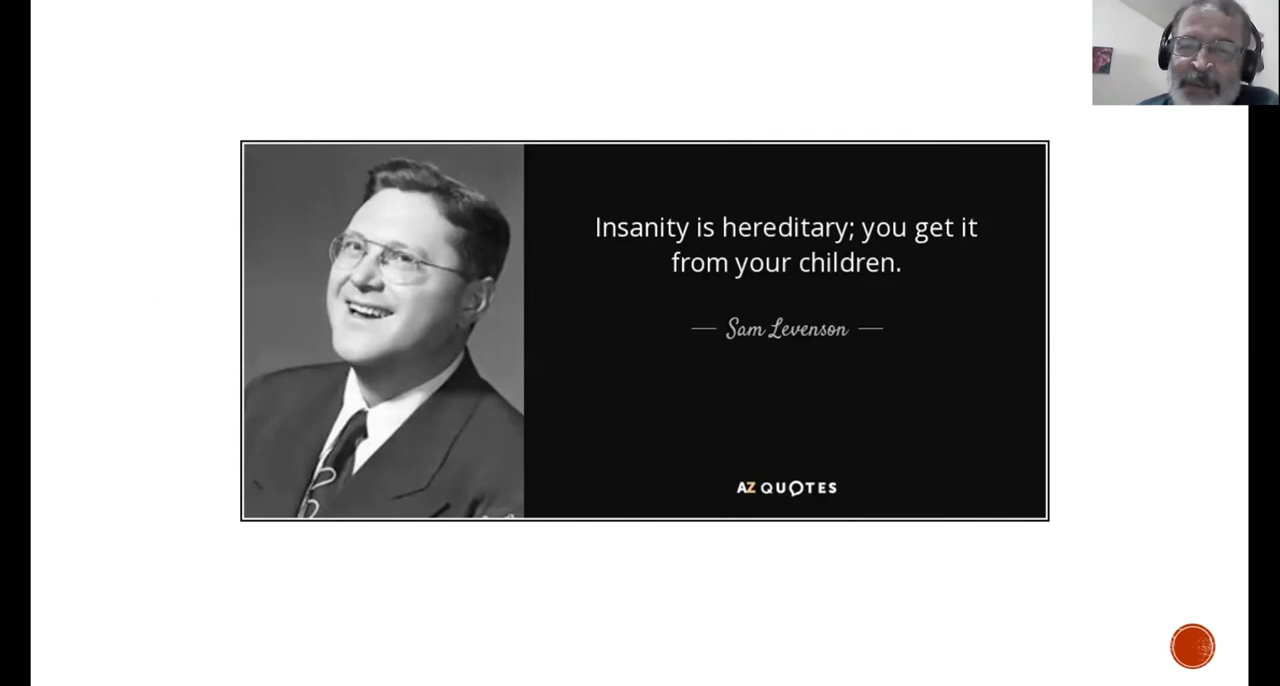 Insanity is hereditary; you get it
from your children.
Sam Levenson
AZ QUOTES